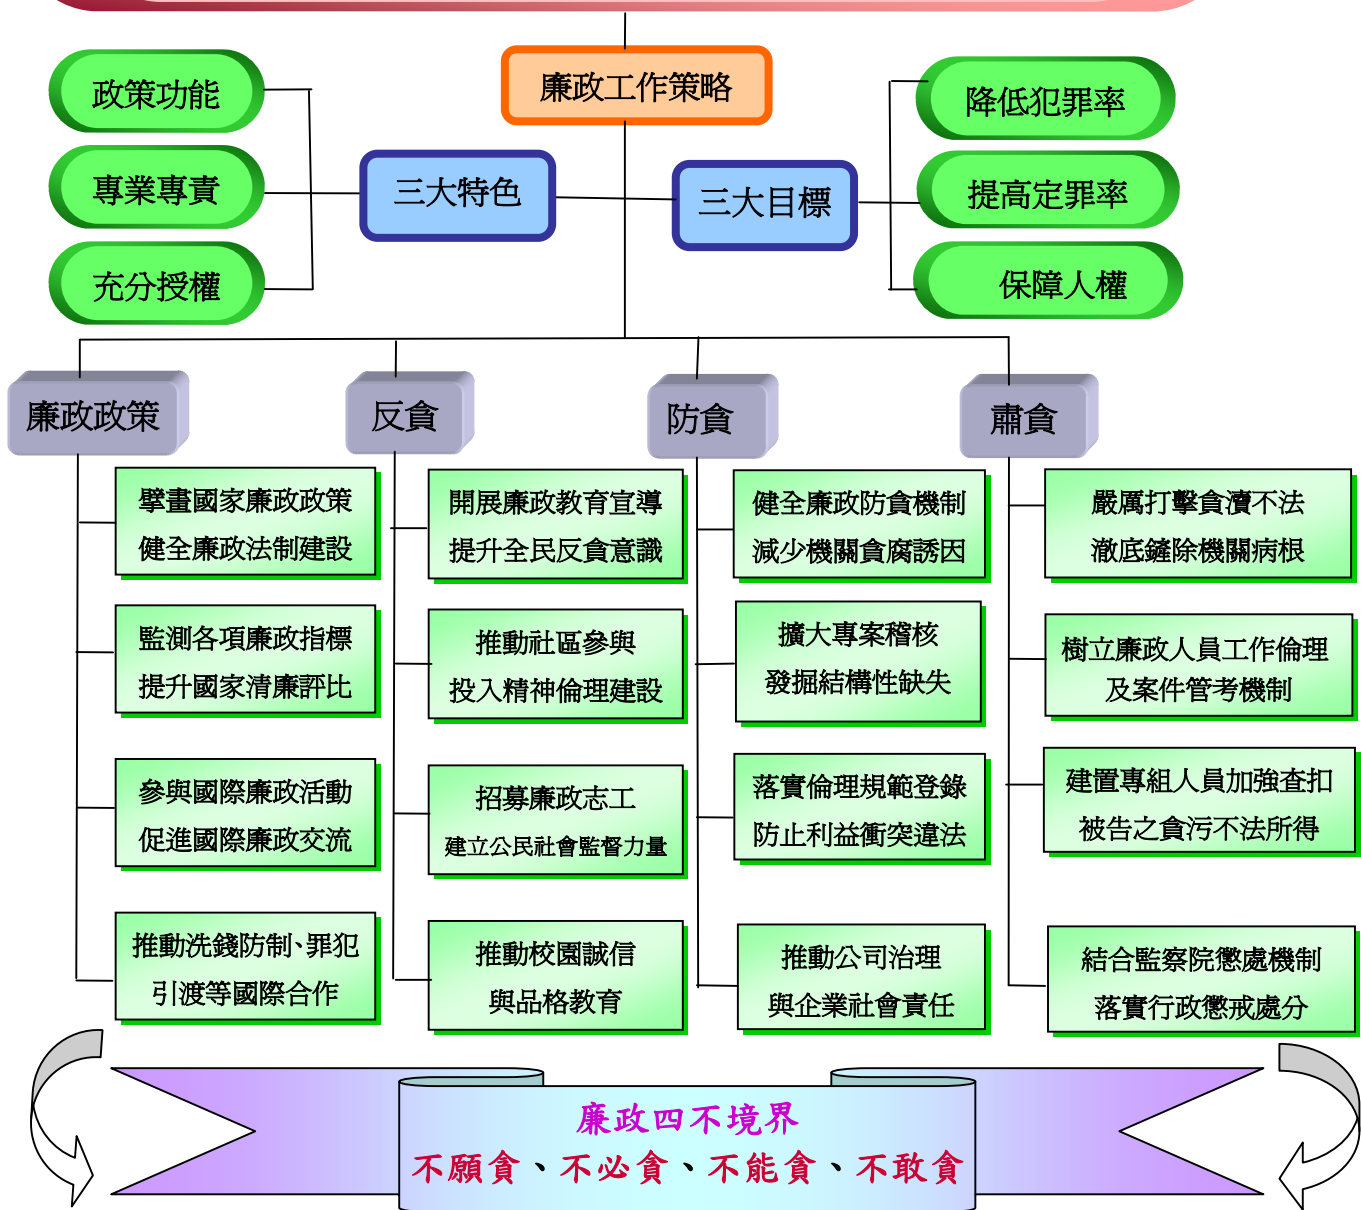 廉政工作策略
政策功能
專業專責
充分授權
三大特色
三大目標
降低犯罪率
提高定罪率
保障人權
廉政政策
擘畫國家廉政政策
健全廉政法制建設
監測各項廉政指標
提升國家清廉評比
參與國際廉政活動
促進國際廉政交流
推動洗錢防制、罪犯
引渡等國際合作
反貪
開展廉政教育宣導
提升全民反貪意識
推動社區參與
投入精神倫理建設
招募廉政志工
建立公民社會監督力量
推動校園誠信
與品格教育
防貪
健全廉政防貪機制
減少機關貪腐誘因
擴大專案稽核
發掘結構性缺失
落實倫理規範登錄
防止利益衝突違法
推動公司治理
與企業社會責任
肅貪
嚴厲打擊貪瀆不法
澈底鏟除機關病根
樹立廉政人員工作倫理
及案件管考機制
建置專組人員加強查扣
被告之貪污不法所得
結合監察院懲處機制
落實行政懲戒處分
廉政四不境界
不願貪、不必貪、不能貪、不敢貪